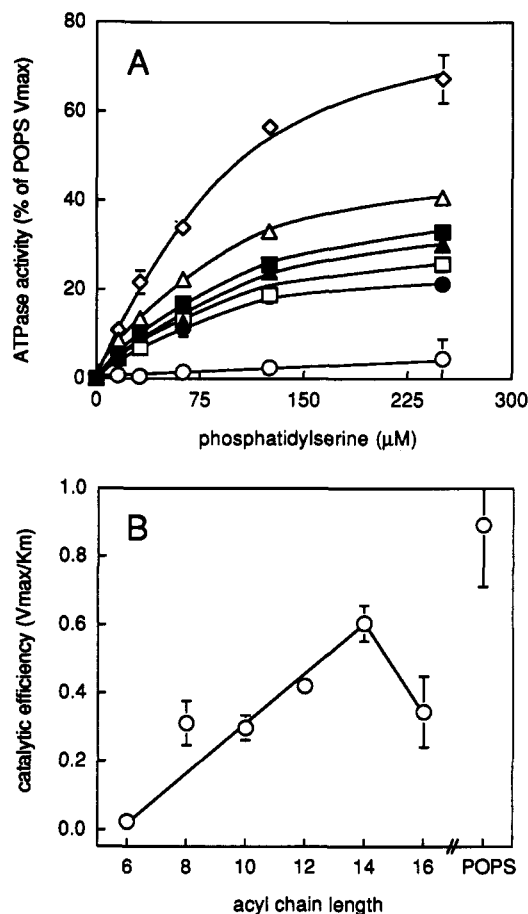 A
ATPase activity (% of POPS Vmax)
80
60
40
20
0
0 75 150 225 300
phosphatidylserine (μM)
B
catalytic efficiency (Vmax/Km)
1.0
0.8
0.6
0.4
0.2
0.0
6 8 10 12 14 16 POPS
acyl chain length